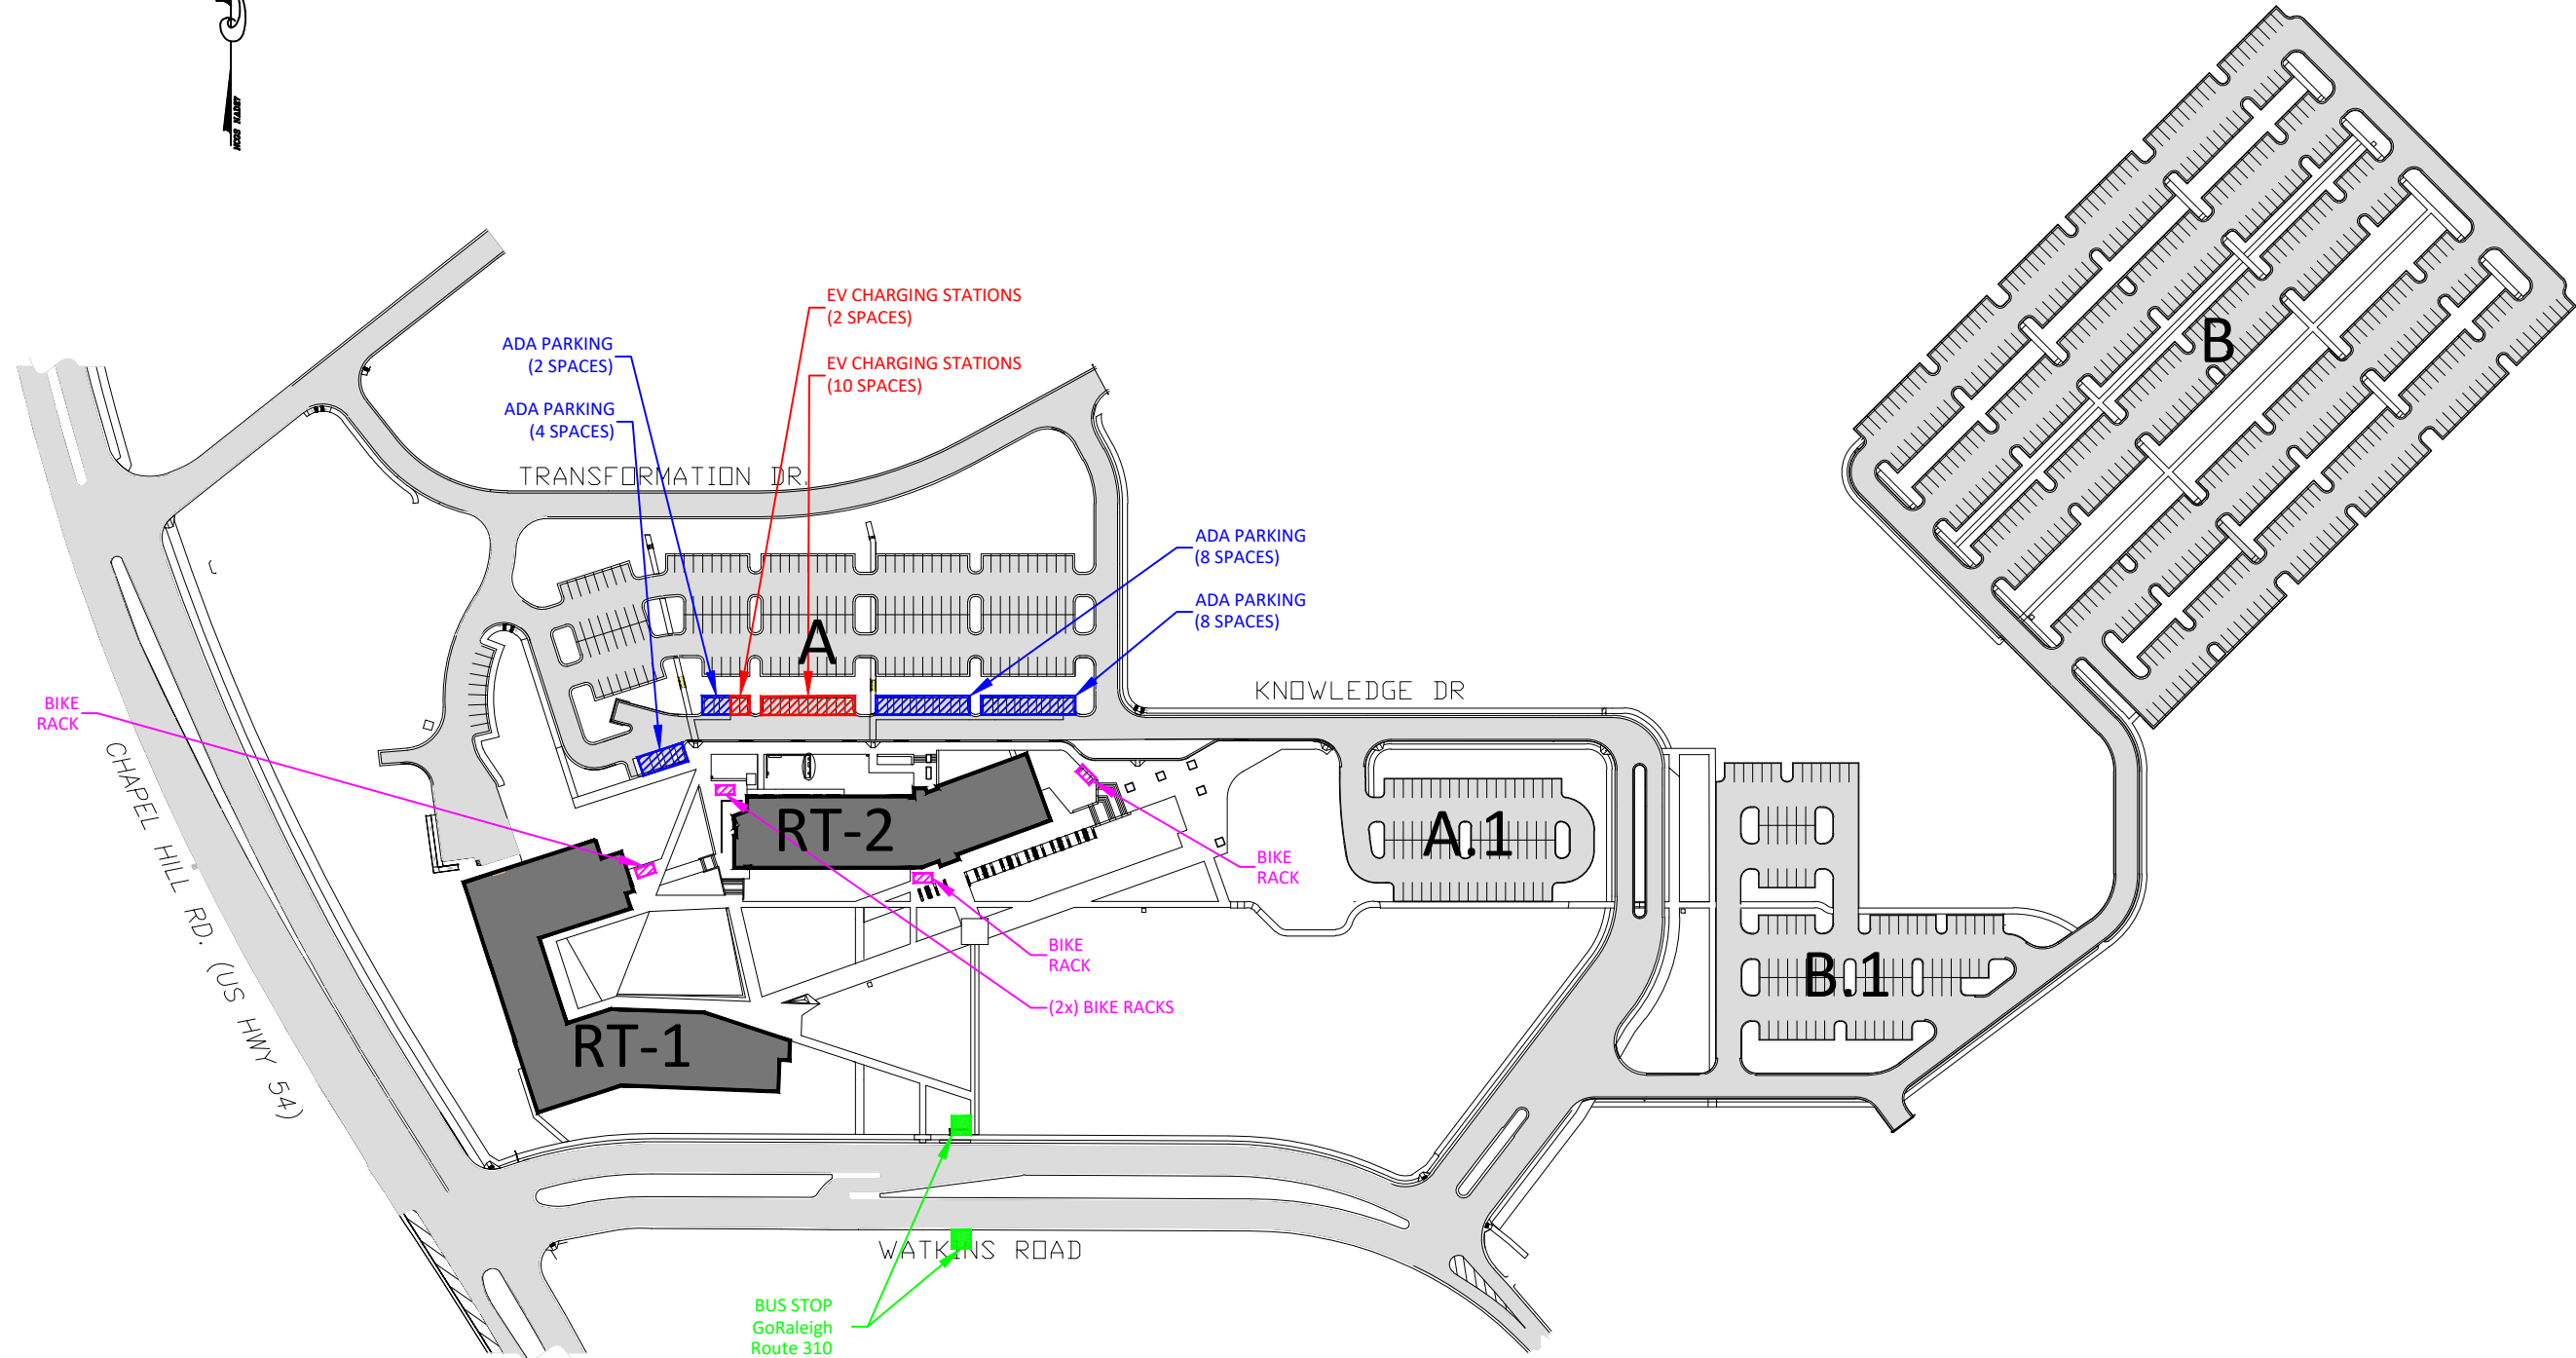 NCGS NAD87
EV CHARGING STATIONS
(2 SPACES)
ADA PARKING
(2 SPACES)
EV CHARGING STATIONS
(10 SPACES)
ADA PARKING
(4 SPACES)
TRANSFORMATION DR.
B
ADA PARKING
(8 SPACES)
ADA PARKING
(8 SPACES)
A
KNOWLEDGE DR
BIKE
RACK
CHAPEL HILL RD. (US HWY 54)
RT-2
A.1
BIKE
RACK
BIKE
RACK
(2x) BIKE RACKS
B.1
RT-1
WATKINS ROAD
BUS STOP
GoRaleigh
Route 310